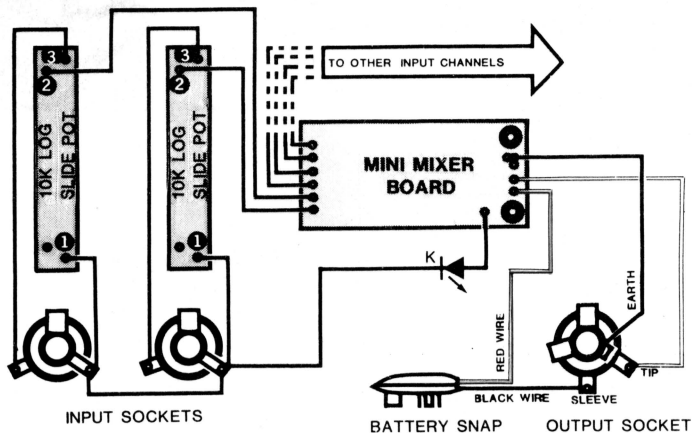 3
2
10K LOG
SLIDE POT
1
3
2
10K LOG
SLIDE POT
1
TO OTHER INPUT CHANNELS
MINI MIXER
BOARD
K
RED WIRE
EARTH
TIP
BLACK WIRE
SLEEVE
INPUT SOCKETS
BATTERY SNAP
OUTPUT SOCKET